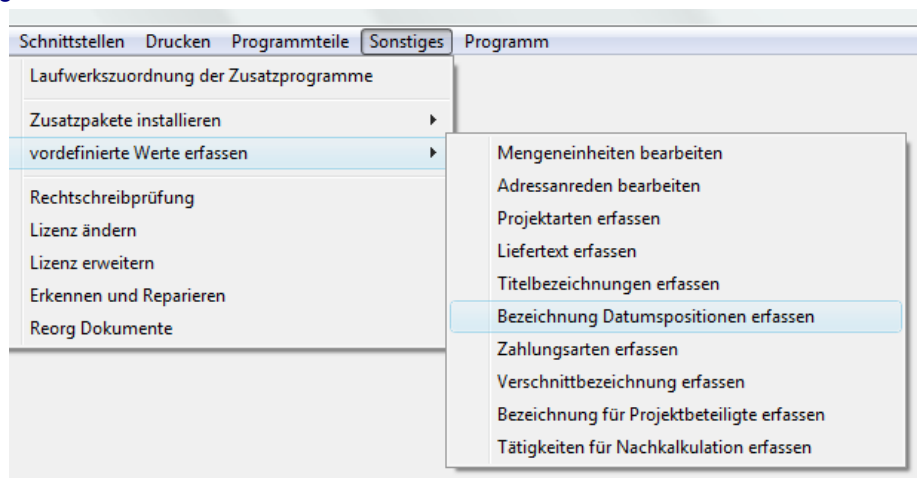 Schnittstellen Drucken Programmteile Sonstiges Programm
Laufwerkszuordnung der Zusatzprogramme
Zusatzpakete installieren
vordefinierte Werte erfassen
Rechtschreibprüfung
Lizenz ändern
Lizenz erweitern
Erkennen und Reparieren
Reorg Dokumente
Mengeneinheiten bearbeiten
Adressanreden bearbeiten
Projektarten erfassen
Liefertext erfassen
Titelbezeichnungen erfassen
Bezeichnung Datumspositionen erfassen
Zahlungsarten erfassen
Verschnittbezeichnung erfassen
Bezeichnung für Projektbeteiligte erfassen
Tätigkeiten für Nachkalkulation erfassen